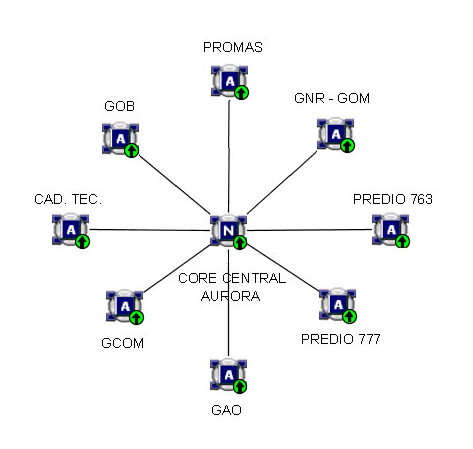 PROMAS
A
GNR - GOM
A
GOB
A
CAD. TEC.
A
PREDIO 763
A
N
CORE CENTRAL
AURORA
A
GCOM
A
PREDIO 777
A
GAO